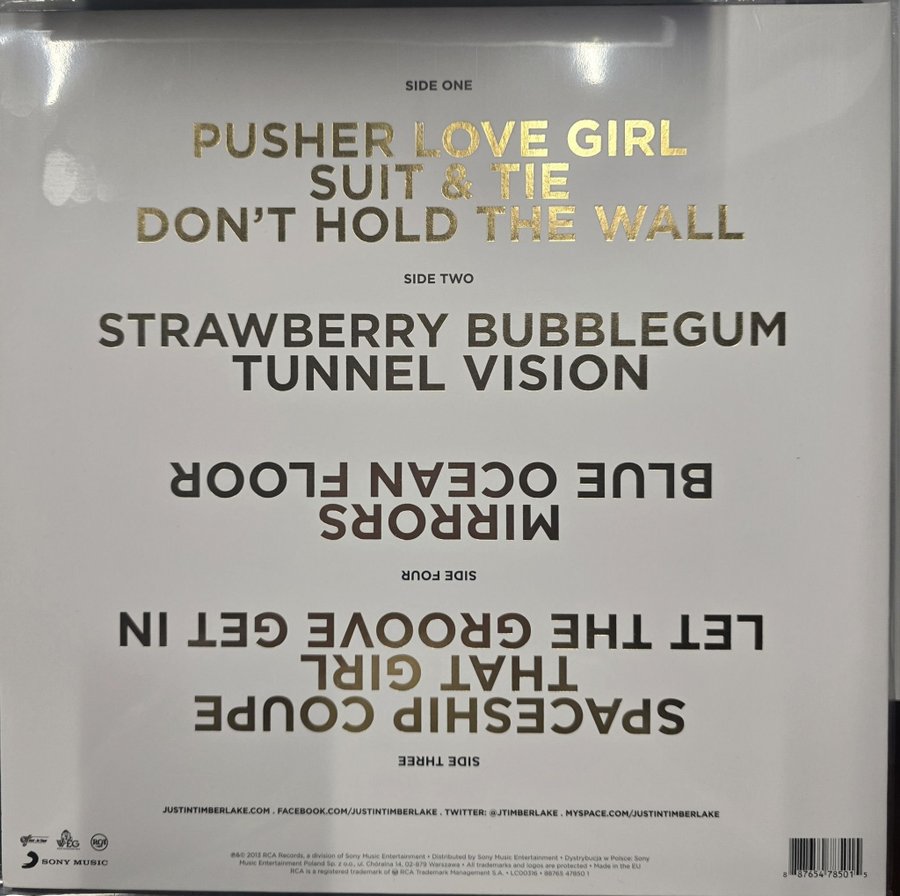 SIDE ONE
PUSHER LOVE GIRL
SUIT & TIE
DON'T HOLD THE WALL
SIDE TWO
STRAWBERRY BUBBLEGUM
TUNNEL VISION
SIDE THREE
SPACESHIP COUPE
THAT GIRL
LET THE GROOVE GET IN
SIDE FOUR
MIRRORS
BLUE OCEAN FLOOR
JUSTINTIMBERLAKE.COM . FACEBOOK.COM/JUSTINTIMBERLAKE . TWITTER: @JTIMBERLAKE . MYSPACE.COM/JUSTINTIMBERLAKE
RCA
SONY MUSIC
℗&© 2013 RCA Records, a division of Sony Music Entertainment • Distributed by Sony Music Entertainment • Dystrybucja w Polsce: Sony
Music Entertainment Poland Sp. z o.o., ul. Chóralna 14, 02-879 Warszawa • All trademarks and logos are protected • Made in the EU
RCA is a registered trademark of RCA Trademark Management S.A. • LC00316 • 88765 47850 1
8 87654 78501 5